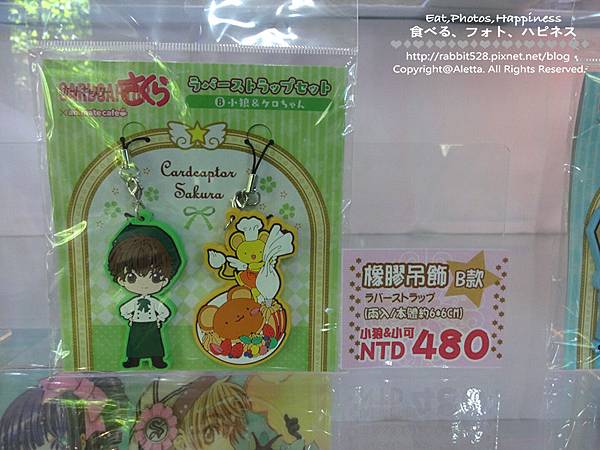 Eat,Photos,Happiness
食べる、フォト、ハピネス
http://rabbit528.pixnet.net/blog
Copyright@Aletta. All Rights Reserved.
さくら
×animate cafe
ラバーストラップセット
B 小狼&ケロちゃん
Cardcaptor
Sakura
橡膠吊飾 B款
ラバーストラップ
(兩入/本體約6*6CM)
小狼&小可
NTD 480